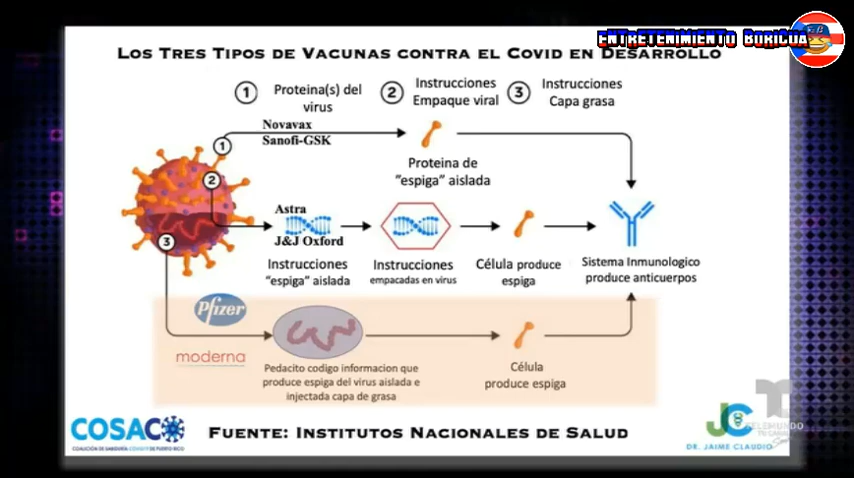 ENTRETENIMIENTO BORICUA
LOS TRES TIPOS DE VACUNAS CONTRA EL COVID EN DESARROLLO
1
Proteina(s) del
virus
2
Instrucciones
Empaque viral
3
Instrucciones
Capa grasa
1
Novavax
Sanofi-GSK
Proteina de
"espiga" aislada
2
Astra
J&J Oxford
Instrucciones
"espiga" aislada
Instrucciones
empacadas en virus
Célula produce
espiga
Sistema Inmunologico
produce anticuerpos
3
Pfizer
moderna
Pedacito codigo informacion que
produce espiga del virus aislada e
injectada capa de grasa
Célula
produce espiga
COSACO
FUENTE: INSTITUTOS NACIONALES DE SALUD
JC
DR. JAIME CLAUDIO
TELEMUNDO